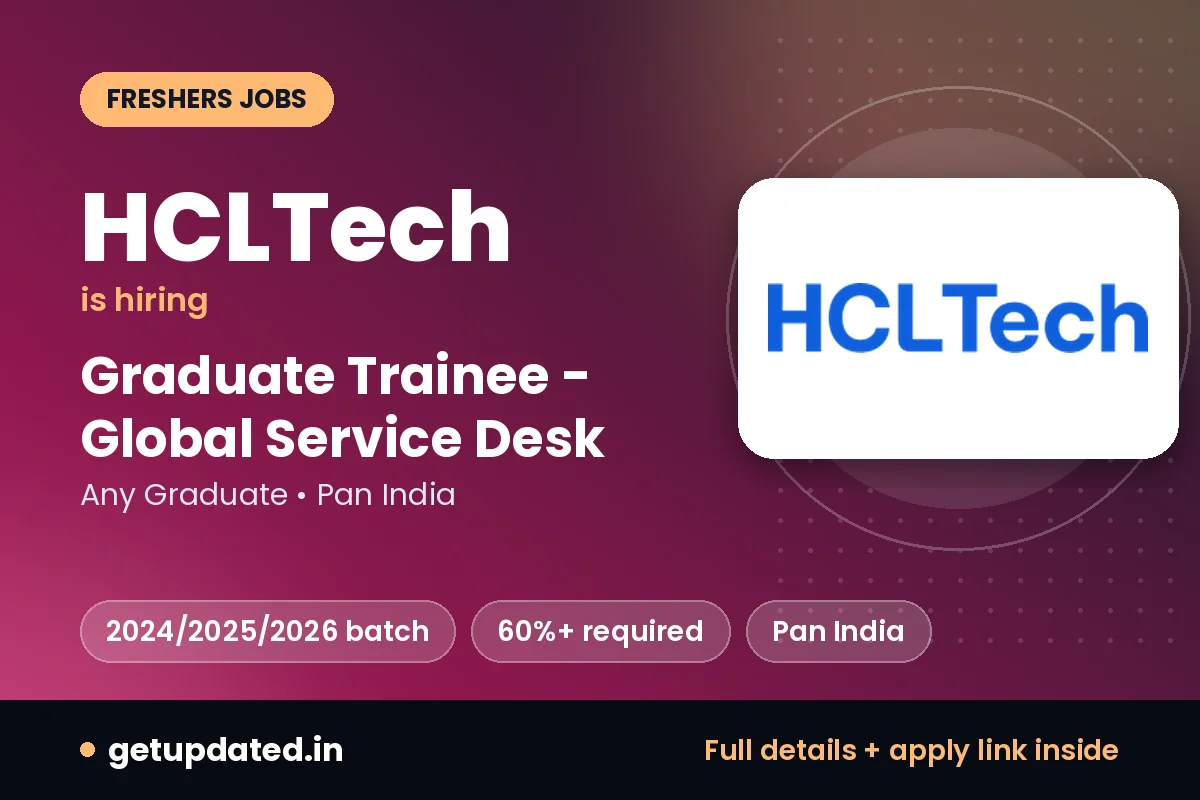 FRESHERS JOBS
HCLTech
is hiring
Graduate Trainee -
Global Service Desk
Any Graduate • Pan India
HCLTech
2024/2025/2026 batch
60%+ required
Pan India
getupdated.in
Full details + apply link inside